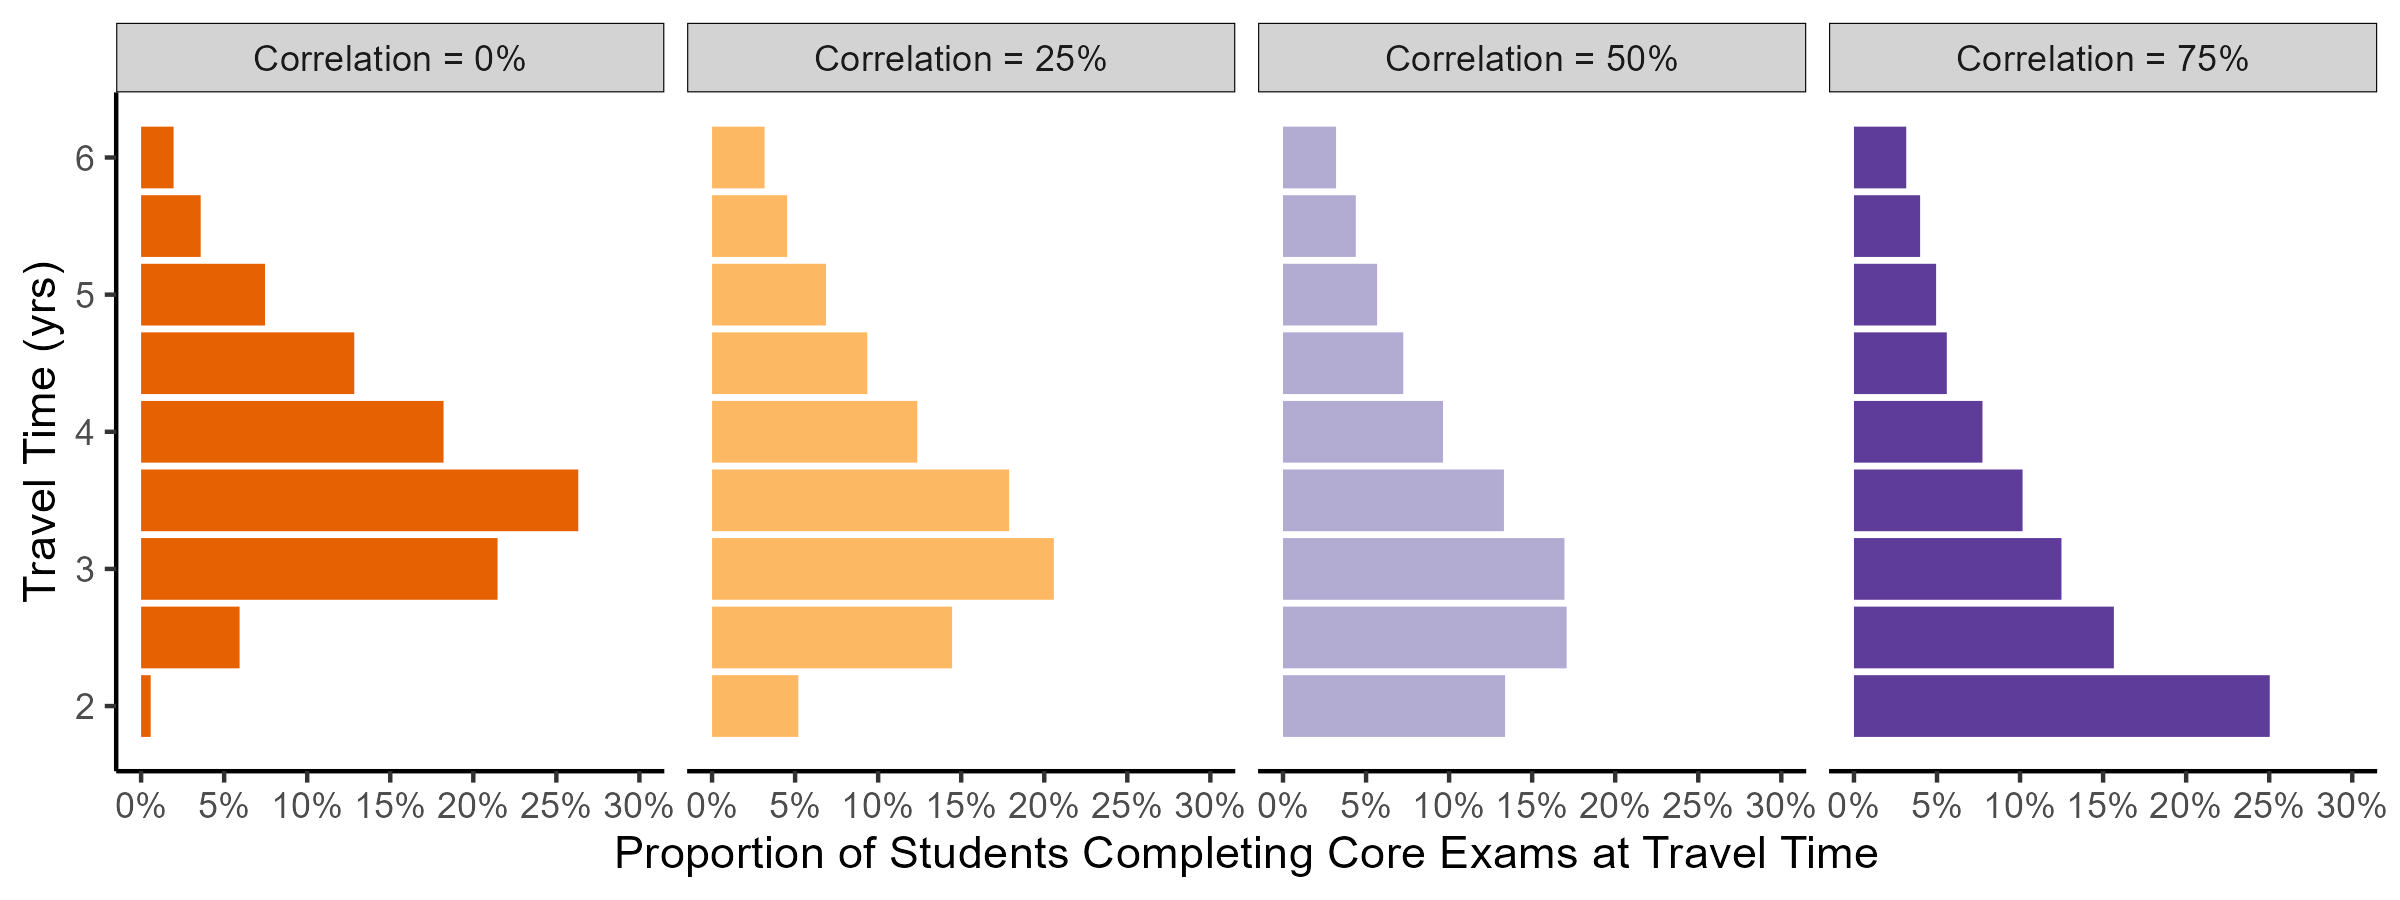 Correlation = 0%
Correlation = 25%
Correlation = 50%
Correlation = 75%
Travel Time (yrs)
6
5
4
3
2
0% 5% 10% 15% 20% 25% 30%
0% 5% 10% 15% 20% 25% 30%
0% 5% 10% 15% 20% 25% 30%
0% 5% 10% 15% 20% 25% 30%
Proportion of Students Completing Core Exams at Travel Time